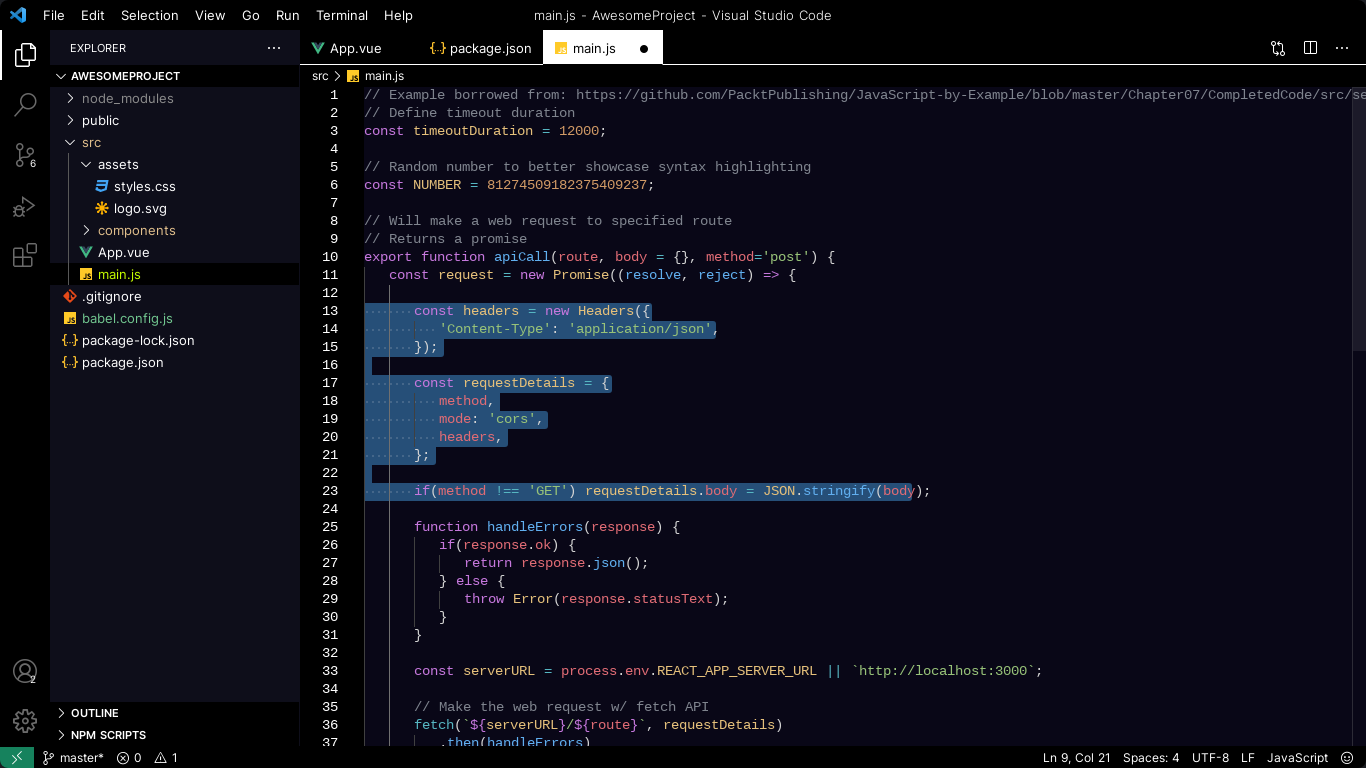 File Edit Selection View Go Run Terminal Help
main.js - AwesomeProject - Visual Studio Code
EXPLORER
AWESOMEPROJECT
node_modules
public
src
assets
styles.css
logo.svg
components
App.vue
main.js
.gitignore
babel.config.js
package-lock.json
package.json
OUTLINE
NPM SCRIPTS
6
2
App.vue
package.json
main.js
src > main.js
1 // Example borrowed from: https://github.com/PacktPublishing/JavaScript-by-Example/blob/master/Chapter07/CompletedCode/src/se
2 // Define timeout duration
3 const timeoutDuration = 12000;
4
5 // Random number to better showcase syntax highlighting
6 const NUMBER = 81274509182375409237;
7
8 // Will make a web request to specified route
9 // Returns a promise
10 export function apiCall(route, body = {}, method='post') {
11 const request = new Promise((resolve, reject) => {
12
13 const headers = new Headers({
14 'Content-Type': 'application/json',
15 });
16
17 const requestDetails = {
18 method,
19 mode: 'cors',
20 headers,
21 };
22
23 if(method !== 'GET') requestDetails.body = JSON.stringify(body);
24
25 function handleErrors(response) {
26 if(response.ok) {
27 return response.json();
28 } else {
29 throw Error(response.statusText);
30 }
31 }
32
33 const serverURL = process.env.REACT_APP_SERVER_URL || `http://localhost:3000`;
34
35 // Make the web request w/ fetch API
36 fetch(`${serverURL}/${route}`, requestDetails)
37 .then(handleErrors)
master* 0 1
Ln 9, Col 21 Spaces: 4 UTF-8 LF JavaScript